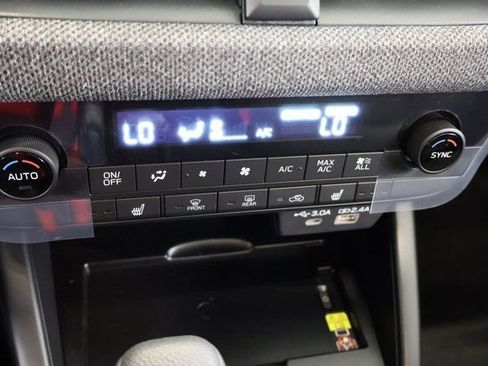 LO A/C LO
AUTO SYNC
ON/OFF A/C MAX A/C ALL
FRONT REAR 3.0A 2.4A